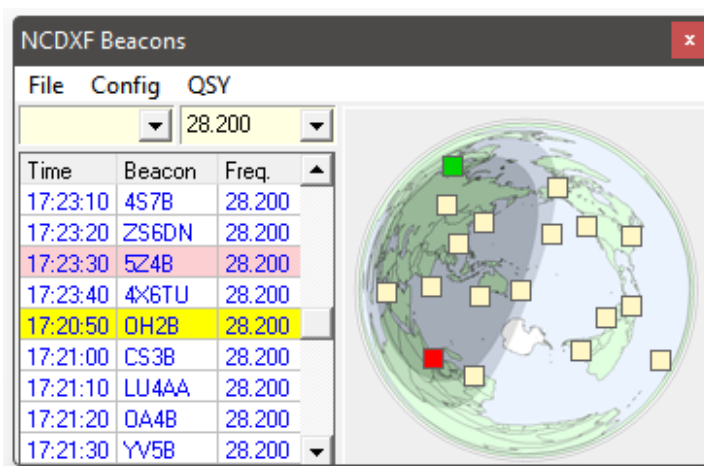 NCDXF Beacons x
File Config QSY
28.200
Time Beacon Freq.
17:23:10 4S7B 28.200
17:23:20 ZS6DN 28.200
17:23:30 5Z4B 28.200
17:23:40 4X6TU 28.200
17:20:50 OH2B 28.200
17:21:00 CS3B 28.200
17:21:10 LU4AA 28.200
17:21:20 OA4B 28.200
17:21:30 YV5B 28.200